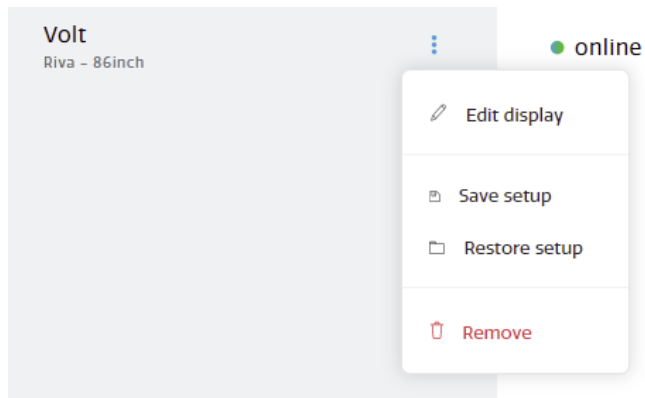 Volt
Riva – 86inch
online
Edit display
Save setup
Restore setup
Remove